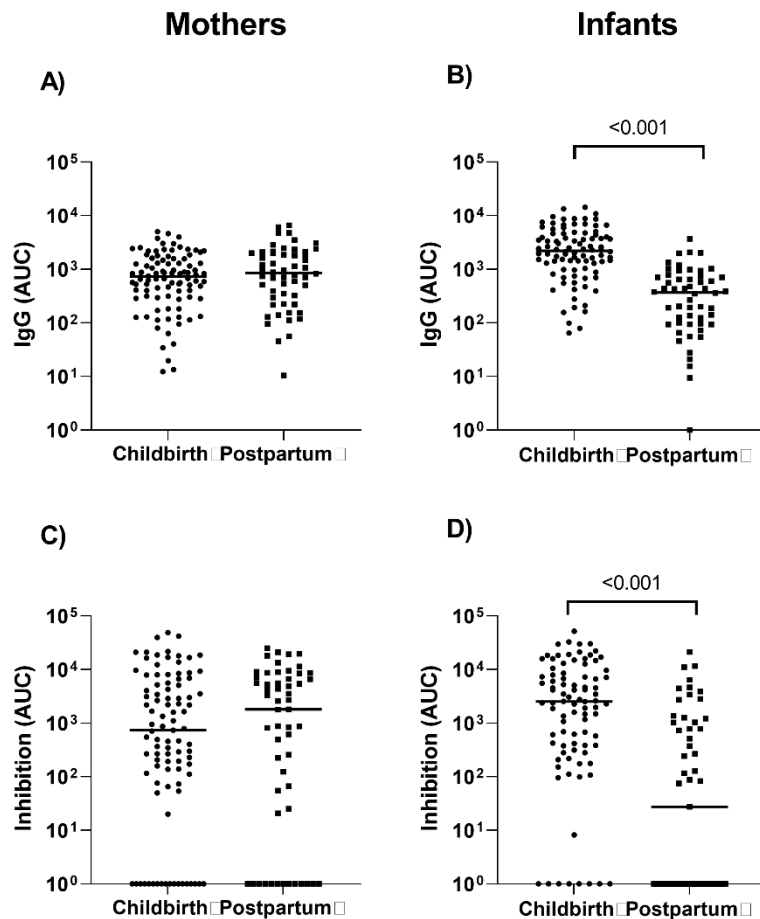 Mothers
Infants
A)
B)
<0.001
IgG (AUC)
10⁵
10⁴
10³
10²
10¹
10⁰
Childbirth□ Postpartum□
IgG (AUC)
10⁵
10⁴
10³
10²
10¹
10⁰
Childbirth□Postpartum□
C)
D)
<0.001
Inhibition (AUC)
10⁵
10⁴
10³
10²
10¹
10⁰
Childbirth□ Postpartum□
Inhibition (AUC)
10⁵
10⁴
10³
10²
10¹
10⁰
Childbirth□ Postpartum□